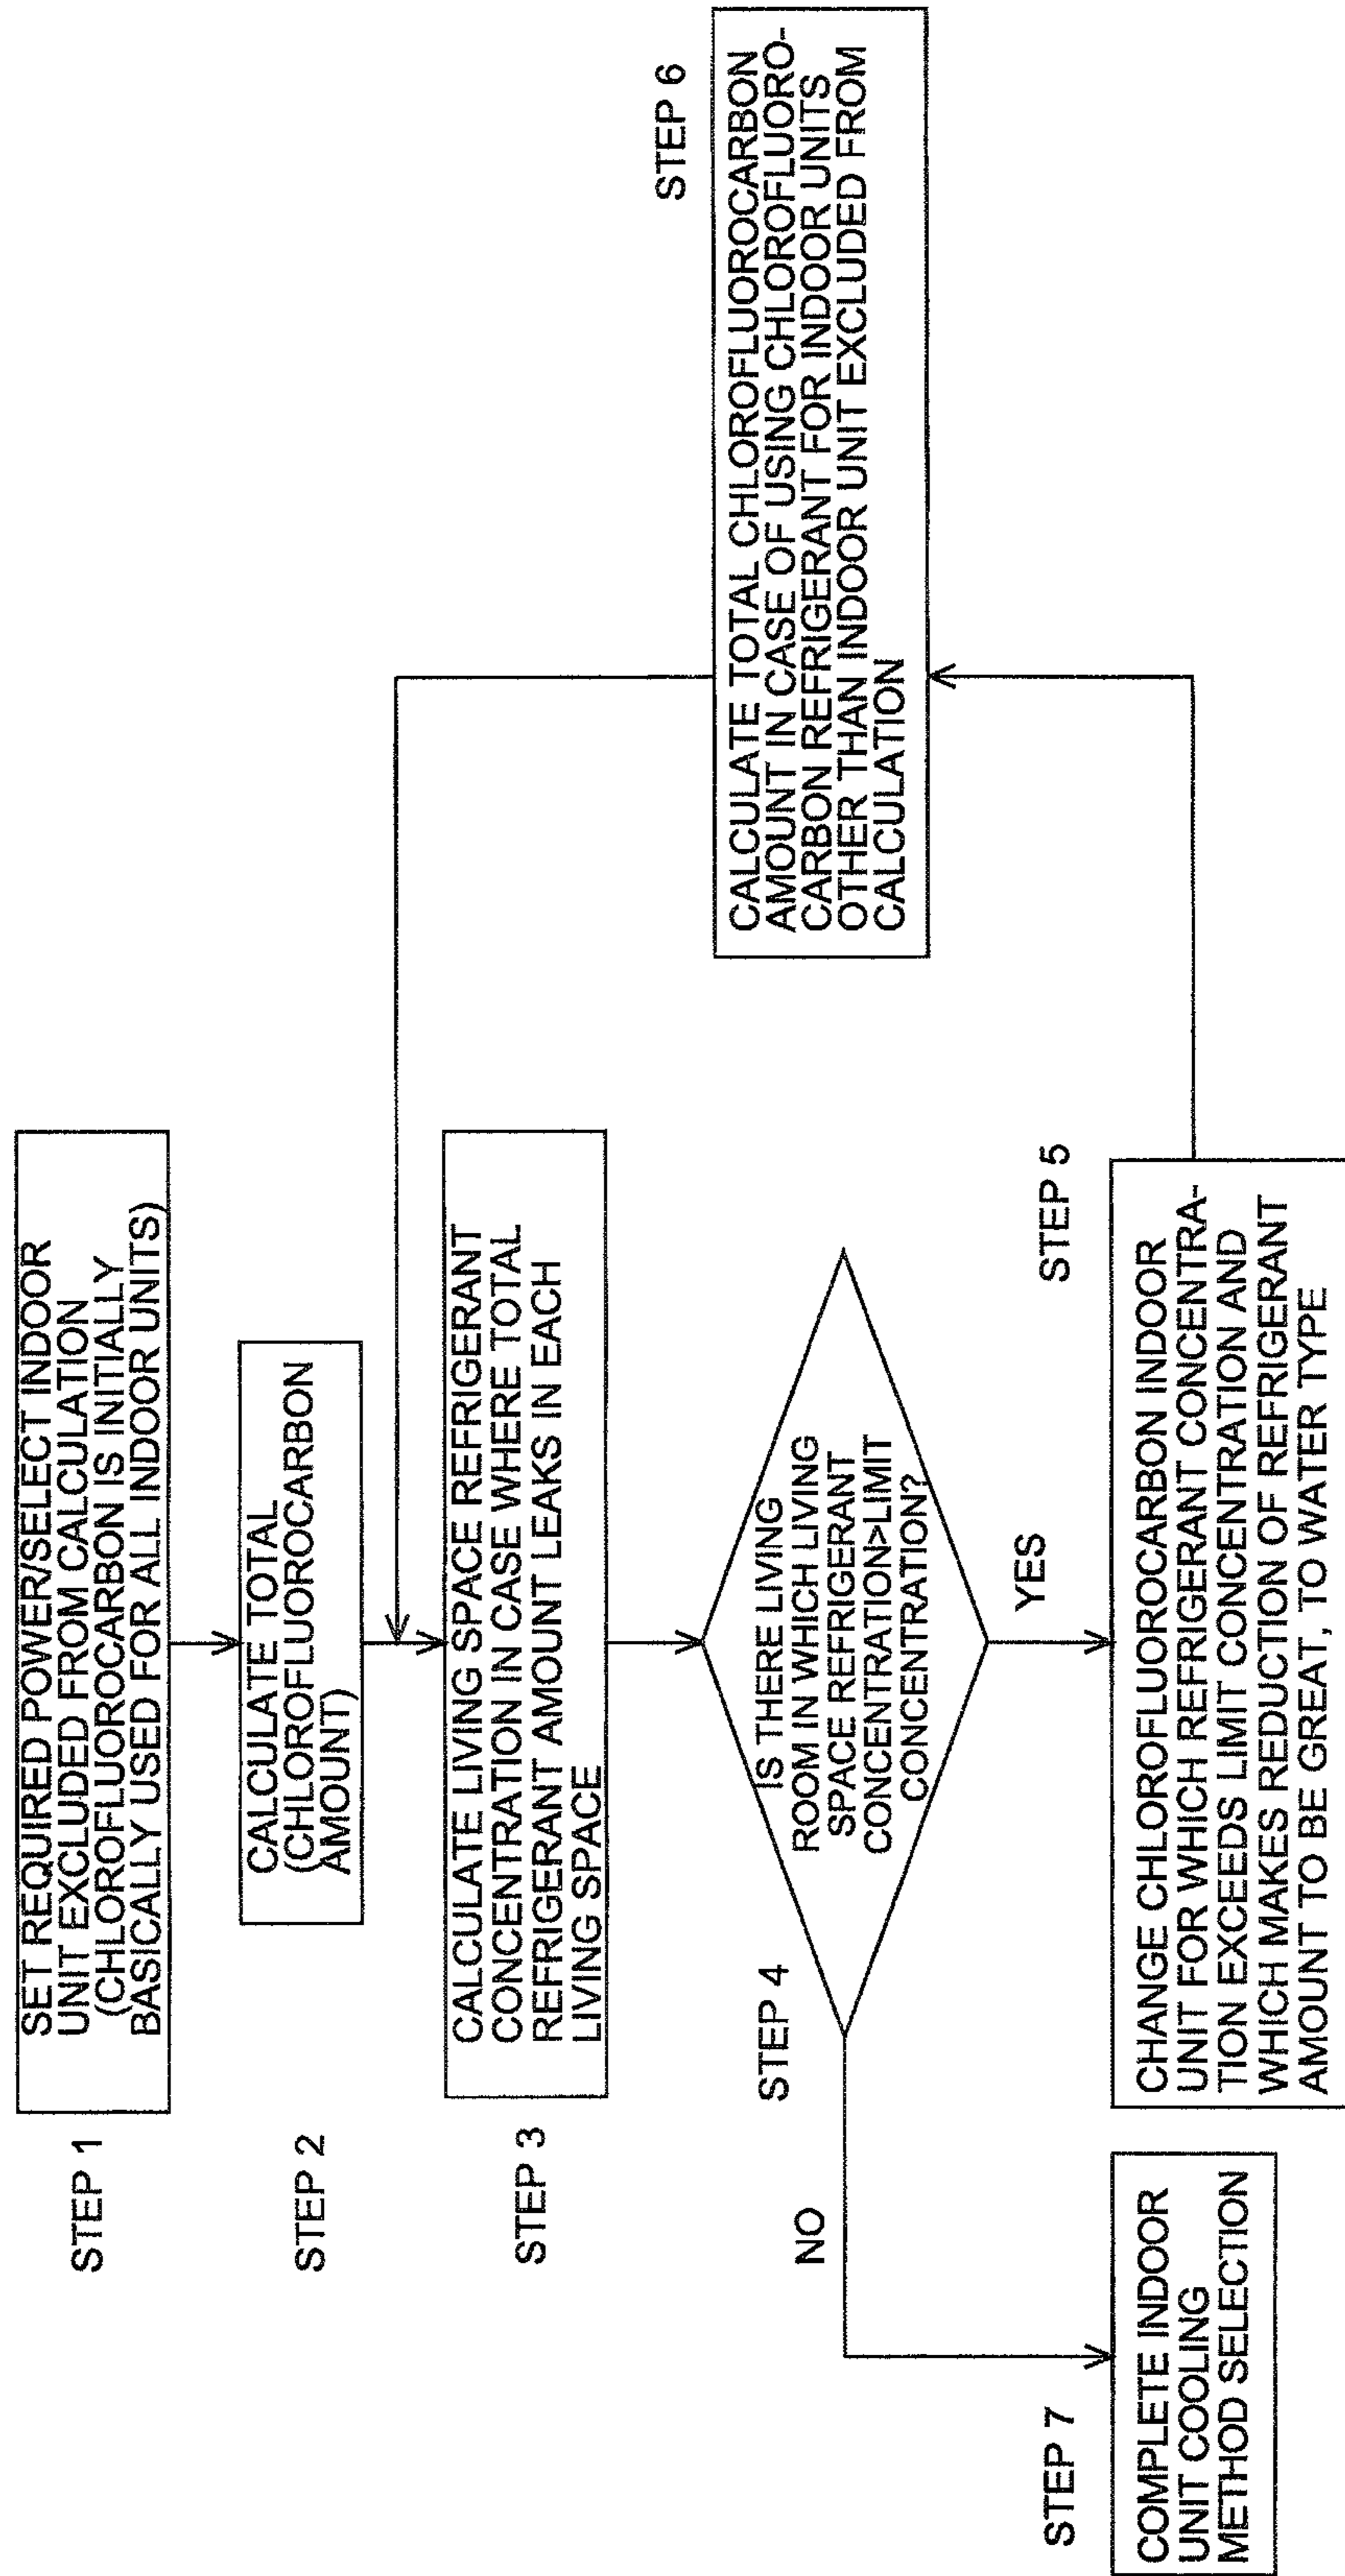 STEP 1
SET REQUIRED POWER/SELECT INDOOR
UNIT EXCLUDED FROM CALCULATION
(CHLOROFLUOROCARBON IS INITIALLY
BASICALLY USED FOR ALL INDOOR UNITS)
STEP 2
CALCULATE TOTAL
(CHLOROFLUOROCARBON
AMOUNT)
STEP 3
CALCULATE LIVING SPACE REFRIGERANT
CONCENTRATION IN CASE WHERE TOTAL
REFRIGERANT AMOUNT LEAKS IN EACH
LIVING SPACE
STEP 4
IS THERE LIVING
ROOM IN WHICH LIVING
SPACE REFRIGERANT
CONCENTRATION>LIMIT
CONCENTRATION?
NO
YES
STEP 5
CHANGE CHLOROFLUOROCARBON INDOOR
UNIT FOR WHICH REFRIGERANT CONCENTRA-
TION EXCEEDS LIMIT CONCENTRATION AND
WHICH MAKES REDUCTION OF REFRIGERANT
AMOUNT TO BE GREAT, TO WATER TYPE
STEP 6
CALCULATE TOTAL CHLOROFLUOROCARBON
AMOUNT IN CASE OF USING CHLOROFLUORO-
CARBON REFRIGERANT FOR INDOOR UNITS
OTHER THAN INDOOR UNIT EXCLUDED FROM
CALCULATION
STEP 7
COMPLETE INDOOR
UNIT COOLING
METHOD SELECTION